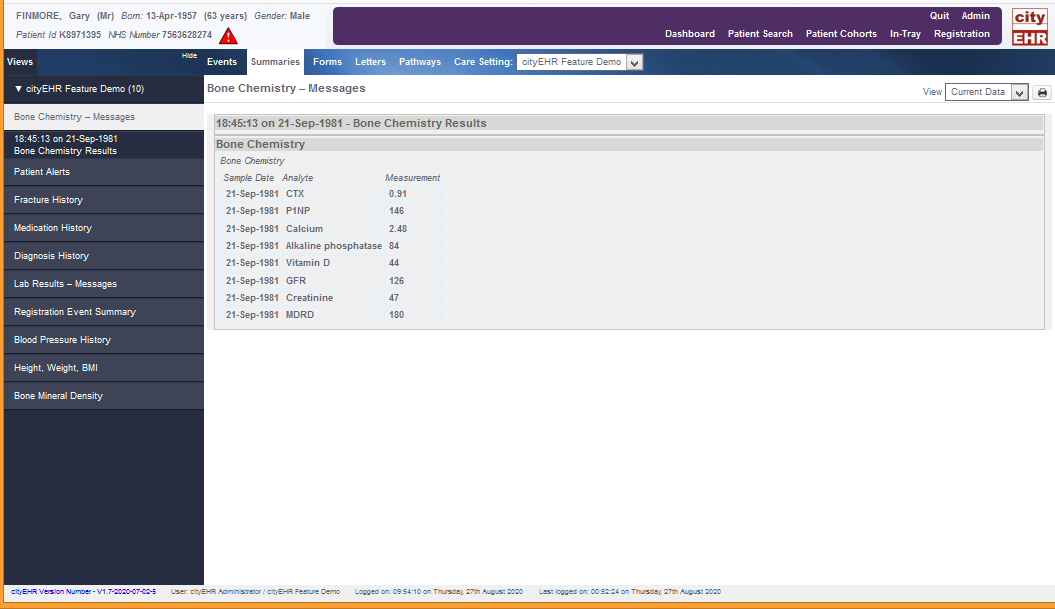 FINMORE, Gary (Mr) Born: 13-Apr-1957 (63 years) Gender: Male
Patient Id K8971395 NHS Number 7563628274
Quit Admin
Dashboard Patient Search Patient Cohorts In-Tray Registration
city
EHR
Views Hide Events Summaries Forms Letters Pathways Care Setting: cityEHR Feature Demo
▼ cityEHR Feature Demo (10)
Bone Chemistry – Messages
18:45:13 on 21-Sep-1981
Bone Chemistry Results
Patient Alerts
Fracture History
Medication History
Diagnosis History
Lab Results – Messages
Registration Event Summary
Blood Pressure History
Height, Weight, BMI
Bone Mineral Density
Bone Chemistry – Messages
View Current Data
18:45:13 on 21-Sep-1981 - Bone Chemistry Results
Bone Chemistry
Bone Chemistry
Sample Date Analyte Measurement
21-Sep-1981 CTX 0.91
21-Sep-1981 P1NP 146
21-Sep-1981 Calcium 2.48
21-Sep-1981 Alkaline phosphatase 84
21-Sep-1981 Vitamin D 44
21-Sep-1981 GFR 126
21-Sep-1981 Creatinine 47
21-Sep-1981 MDRD 180
cityEHR Version Number - V1.7-2020-07-02-5 User: cityEHR Administrator / cityEHR Feature Demo Logged on: 09:54:10 on Thursday, 27th August 2020 Last logged on: 00:52:24 on Thursday, 27th August 2020